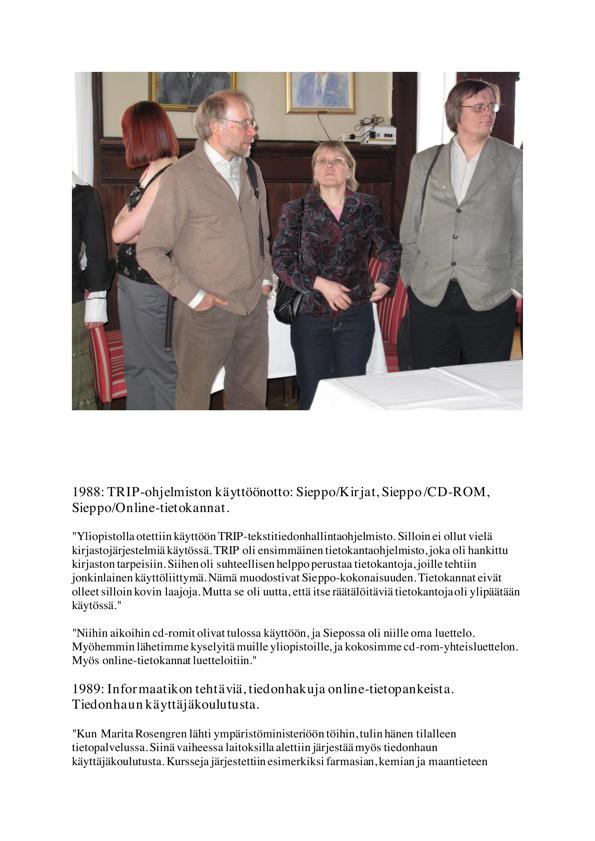 1988: TRIP-ohjelmiston käyttöönotto: Sieppo/Kirjat, Sieppo/CD-ROM,
Sieppo/Online-tietokannat.
"Yliopistolla otettiin käyttöön TRIP-tekstitiedonhallintaohjelmisto. Silloin ei ollut vielä
kirjastojärjestelmiä käytössä. TRIP oli ensimmäinen tietokantaohjelmisto, joka oli hankittu
kirjaston tarpeisiin. Siihen oli suhteellisen helppo perustaa tietokantoja, joille tehtiin
jonkinlainen käyttöliittymä. Nämä muodostivat Sieppo-kokonaisuuden. Tietokannat eivät
olleet silloin kovin laajoja. Mutta se oli uutta, että itse räätälöitäviä tietokantoja oli ylipäätään
käytössä."
"Niihin aikoihin cd-romit olivat tulossa käyttöön, ja Siepossa oli niille oma luettelo.
Myöhemmin lähetimme kyselyitä muille yliopistoille, ja kokosimme cd-rom-yhteisluettelon.
Myös online-tietokannat luetteloitiin."
1989: Informaatikon tehtäviä, tiedonhakuja online-tietopankeista.
Tiedonhaun käyttäjäkoulutusta.
"Kun Marita Rosengren lähti ympäristöministeriöön töihin, tulin hänen tilalleen
tietopalvelussa. Siinä vaiheessa laitoksilla alettiin järjestää myös tiedonhaun
käyttäjäkoulutusta. Kursseja järjestettiin esimerkiksi farmasian, kemian ja maantieteen